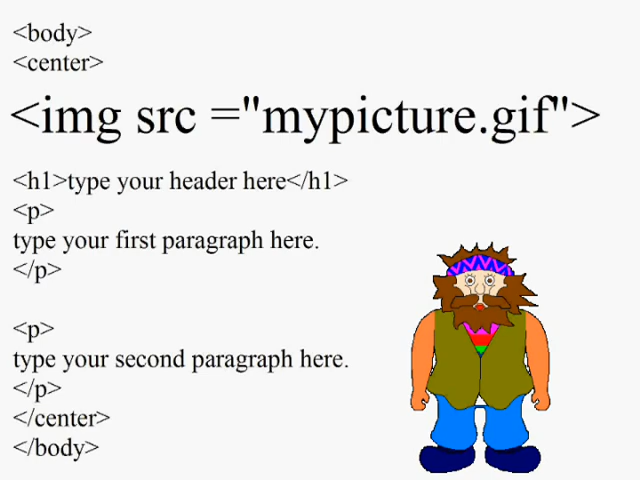 <body>
<center>
<img src ="mypicture.gif">
<h1>type your header here</h1>
<p>
type your first paragraph here.
</p>
<p>
type your second paragraph here.
</p>
</center>
</body>